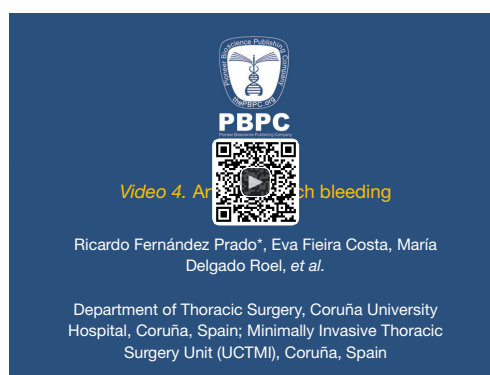 Pioneer Bioscience Publishing Company
thePBPC.org
PBPC
Pioneer Bioscience Publishing Company
Video 4. Ar ch bleeding
Ricardo Fernández Prado*, Eva Fieira Costa, María
Delgado Roel, et al.
Department of Thoracic Surgery, Coruña University
Hospital, Coruña, Spain; Minimally Invasive Thoracic
Surgery Unit (UCTMI), Coruña, Spain